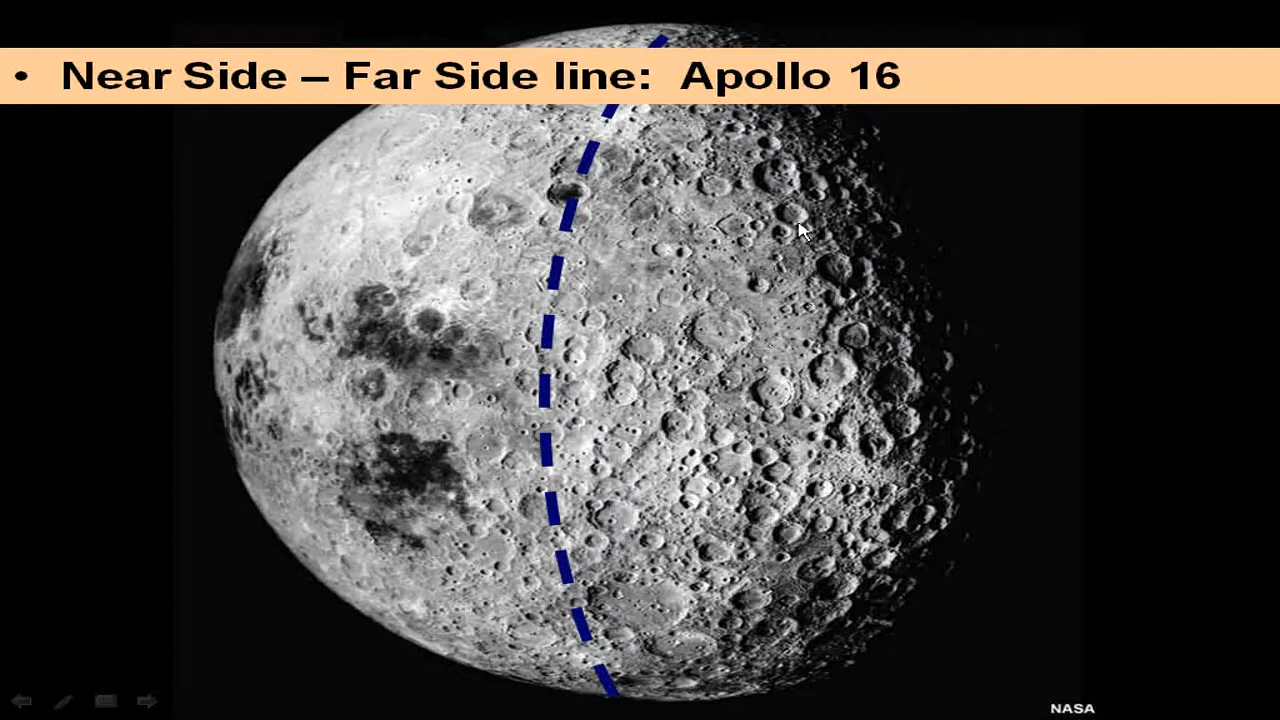 • Near Side – Far Side line: Apollo 16
NASA